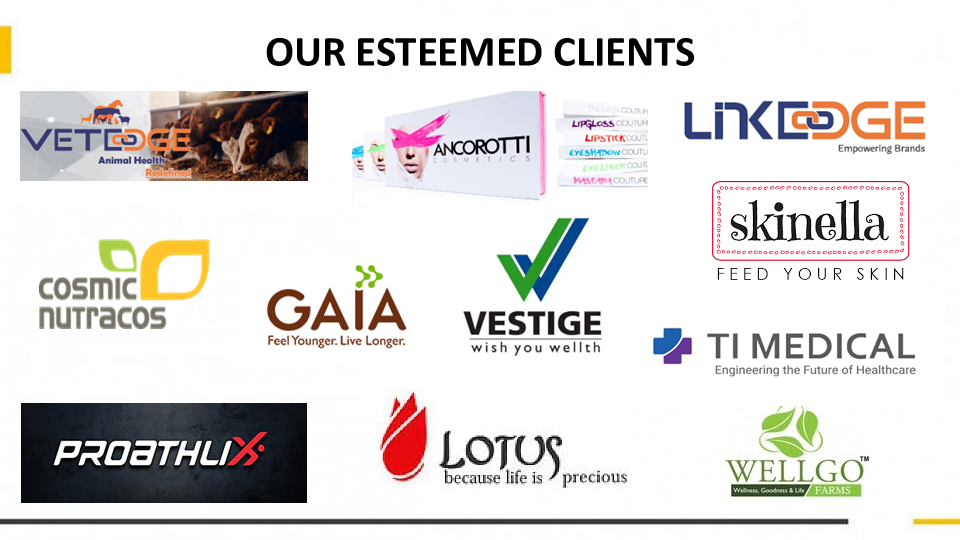 OUR ESTEEMED CLIENTS
VETEDGE
Animal Health
Redefined
ANCOROTTI
COSMETICS
LIPGLOSS COUTURE
LIPSTICK COUTURE
EYESHADOW COUTURE
EYELINER COUTURE
MASCARA COUTURE
LINKEDGE
Empowering Brands
skinella
FEED YOUR SKIN
cosmic
nutracos
GAIA
Feel Younger. Live Longer.
VESTIGE
wish you wellth
TI MEDICAL
Engineering the Future of Healthcare
PROATHLIX
LOTUS
because life is precious
WELLGO™
Wellness, Goodness & Life
FARMS